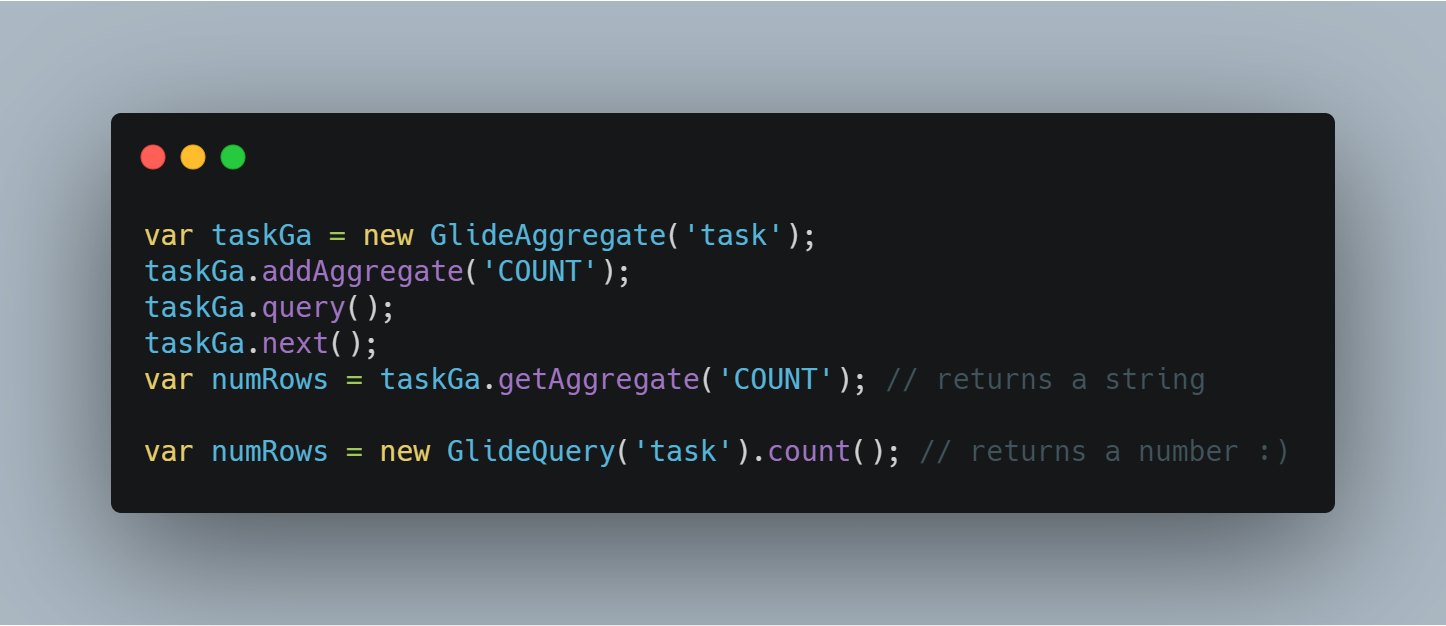 var taskGa = new GlideAggregate('task');
taskGa.addAggregate('COUNT');
taskGa.query();
taskGa.next();
var numRows = taskGa.getAggregate('COUNT'); // returns a string
var numRows = new GlideQuery('task').count(); // returns a number :)